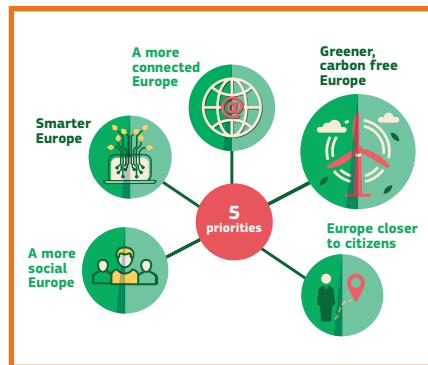 A more
connected
Europe
Greener,
carbon free
Europe
@
Smarter
Europe
5
priorities
A more
social
Europe
Europe closer
to citizens